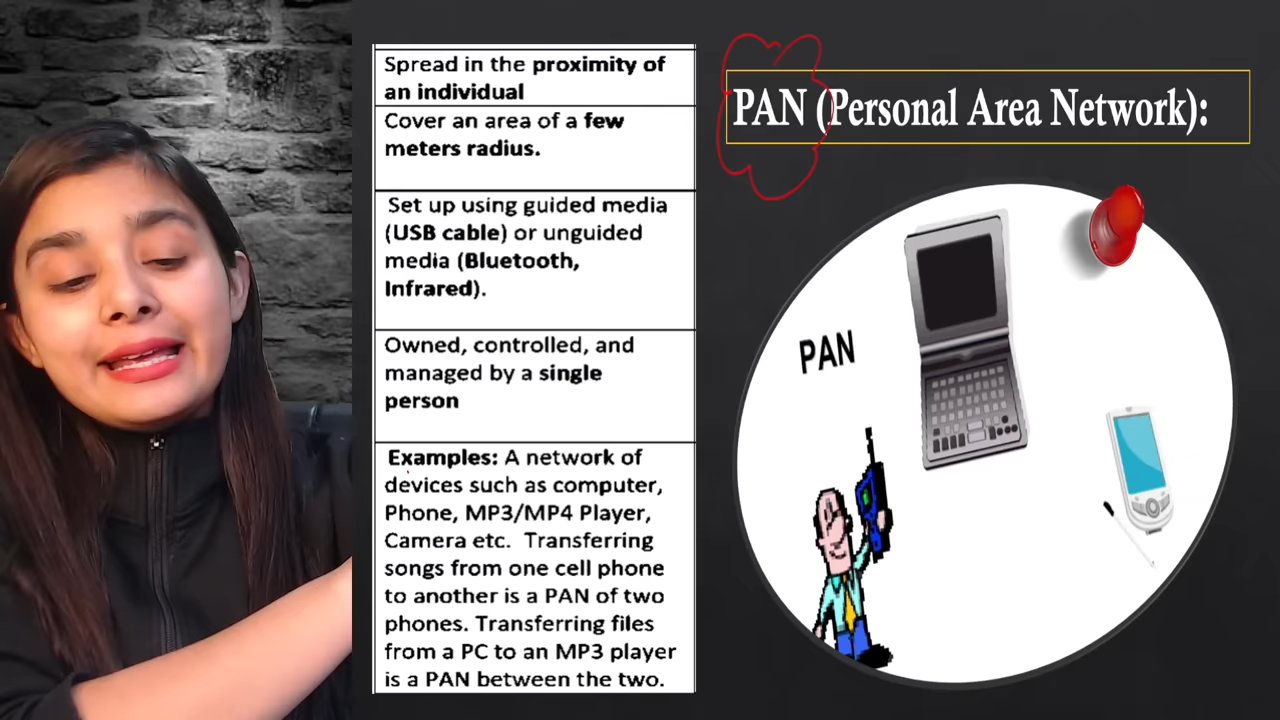 Spread in the proximity of
an individual
Cover an area of a few
meters radius.
Set up using guided media
(USB cable) or unguided
media (Bluetooth,
Infrared).
Owned, controlled, and
managed by a single
person
Examples: A network of
devices such as computer,
Phone, MP3/MP4 Player,
Camera etc. Transferring
songs from one cell phone
to another is a PAN of two
phones. Transferring files
from a PC to an MP3 player
is a PAN between the two.
PAN (Personal Area Network):
PAN